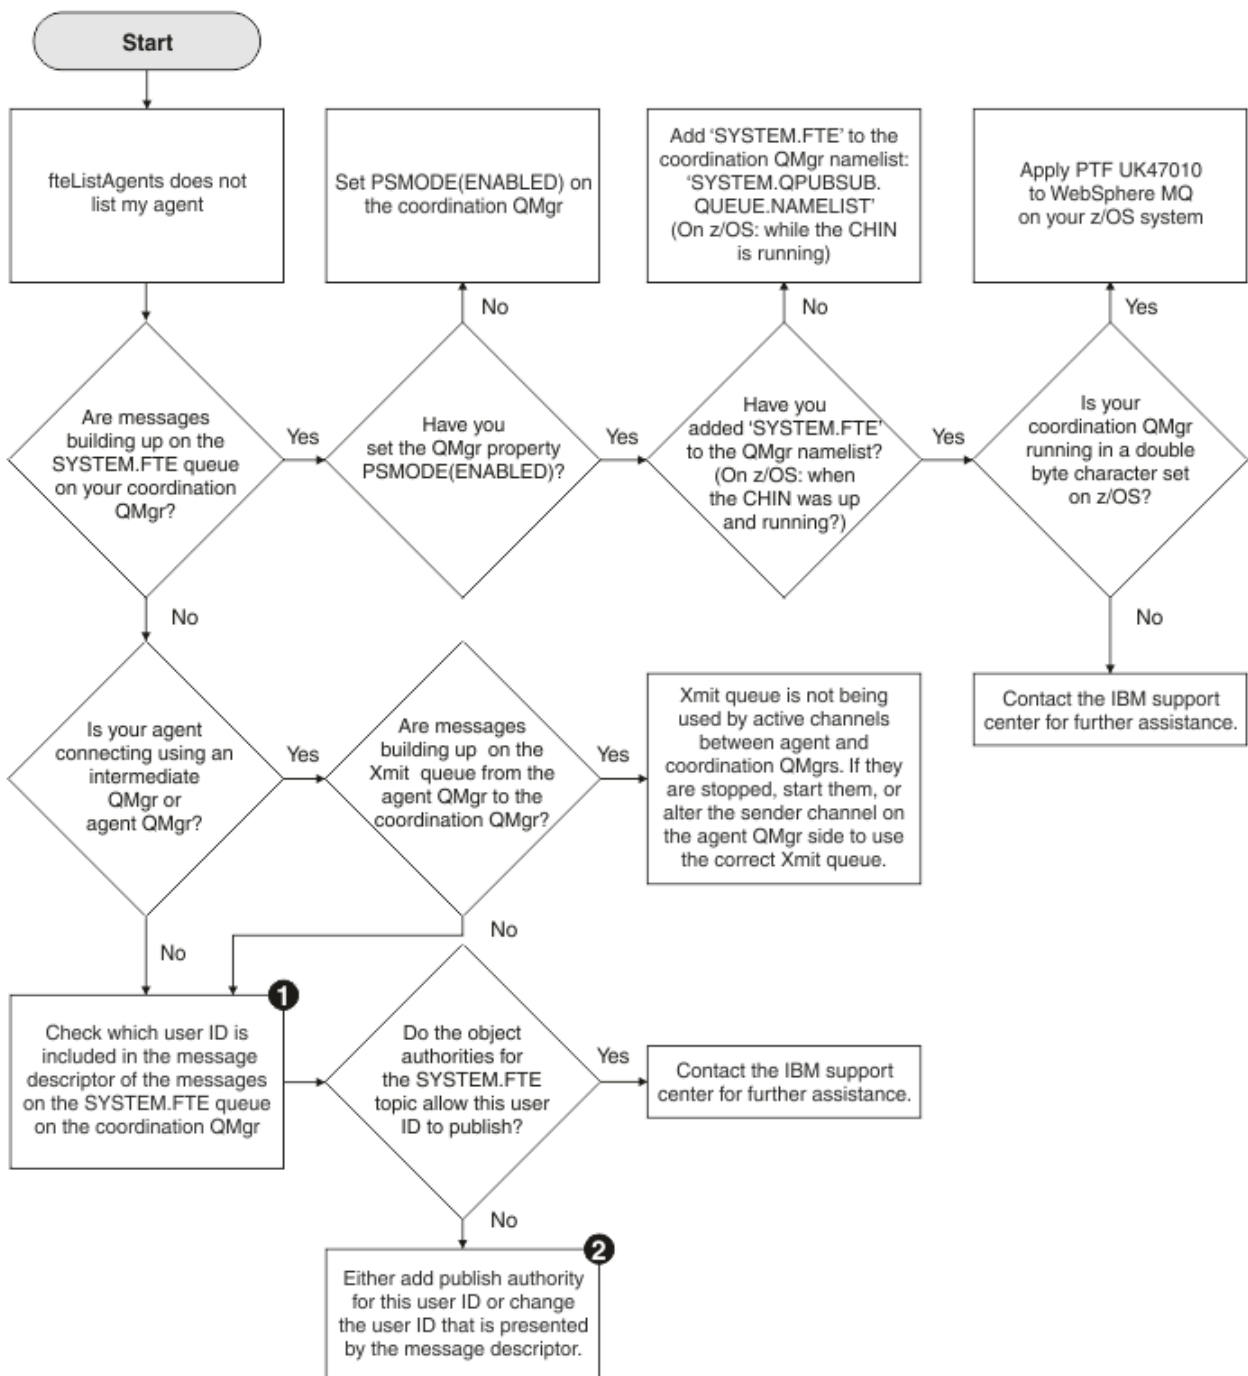 Start
fteListAgents does not
list my agent
Set PSMODE(ENABLED) on
the coordination QMgr
Add ‘SYSTEM.FTE’ to the
coordination QMgr namelist:
‘SYSTEM.QPUBSUB.
QUEUE.NAMELIST’
(On z/OS: while the CHIN
is running)
Apply PTF UK47010
to WebSphere MQ
on your z/OS system
No
No
Yes
Are messages
building up on the
SYSTEM.FTE queue
on your coordination
QMgr?
Yes
Have you
set the QMgr property
PSMODE(ENABLED)?
Yes
Have you
added ‘SYSTEM.FTE’
to the QMgr namelist?
(On z/OS: when
the CHIN was up
and running?)
Yes
Is your
coordination QMgr
running in a double
byte character set
on z/OS?
No
No
Is your agent
connecting using an
intermediate
QMgr or
agent QMgr?
Yes
Are messages
building up on the
Xmit queue from the
agent QMgr to the
coordination QMgr?
Yes
Xmit queue is not being
used by active channels
between agent and
coordination QMgrs. If they
are stopped, start them, or
alter the sender channel on
the agent QMgr side to use
the correct Xmit queue.
Contact the IBM support
center for further assistance.
No
No
1
Check which user ID is
included in the message
descriptor of the messages
on the SYSTEM.FTE queue
on the coordination QMgr
Do the object
authorities for
the SYSTEM.FTE
topic allow this user
ID to publish?
Yes
Contact the IBM support
center for further assistance.
No
2
Either add publish authority
for this user ID or change
the user ID that is presented
by the message descriptor.